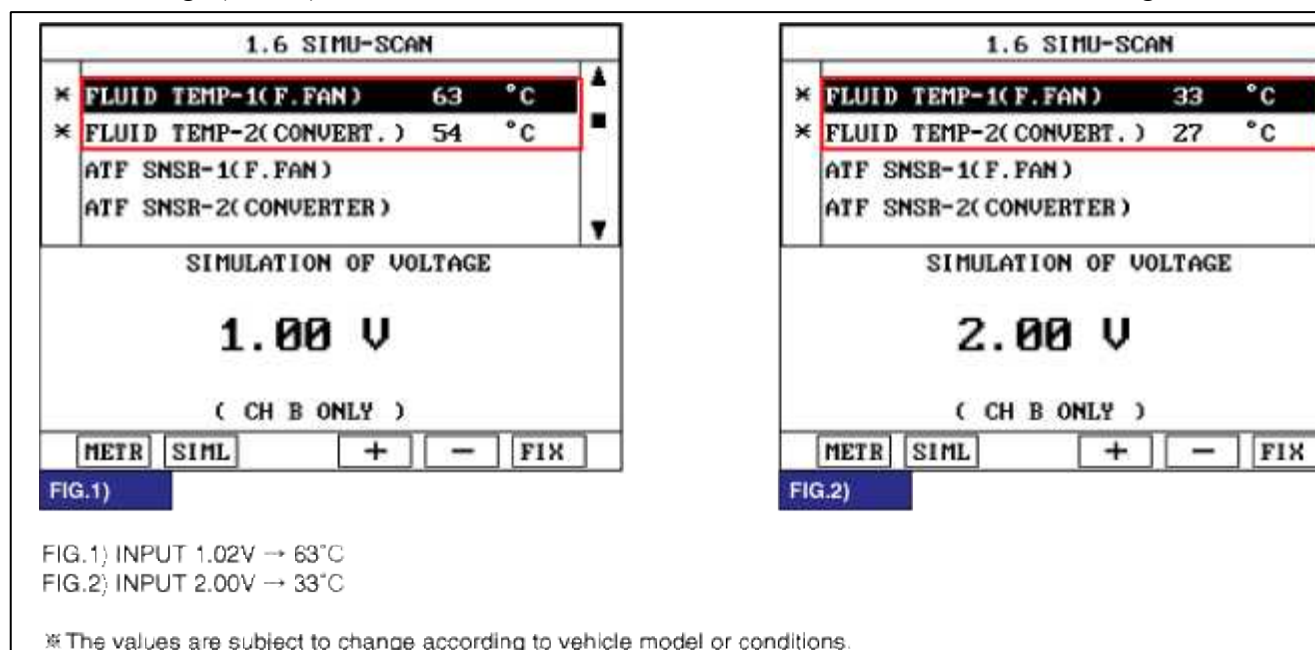 1.6 SIMU-SCAN
* FLUID TEMP-1(F.FAN) 63 °C
* FLUID TEMP-2(CONVERT.) 54 °C
ATF SNSR-1(F.FAN)
ATF SNSR-2(CONVERTER)
SIMULATION OF VOLTAGE
1.00 V
( CH B ONLY )
METR SIML + − FIX
FIG.1)
1.6 SIMU-SCAN
* FLUID TEMP-1(F.FAN) 33 °C
* FLUID TEMP-2(CONVERT.) 27 °C
ATF SNSR-1(F.FAN)
ATF SNSR-2(CONVERTER)
SIMULATION OF VOLTAGE
2.00 V
( CH B ONLY )
METR SIML + − FIX
FIG.2)
FIG.1) INPUT 1.02V → 63°C
FIG.2) INPUT 2.00V → 33°C
※ The values are subject to change according to vehicle model or conditions.